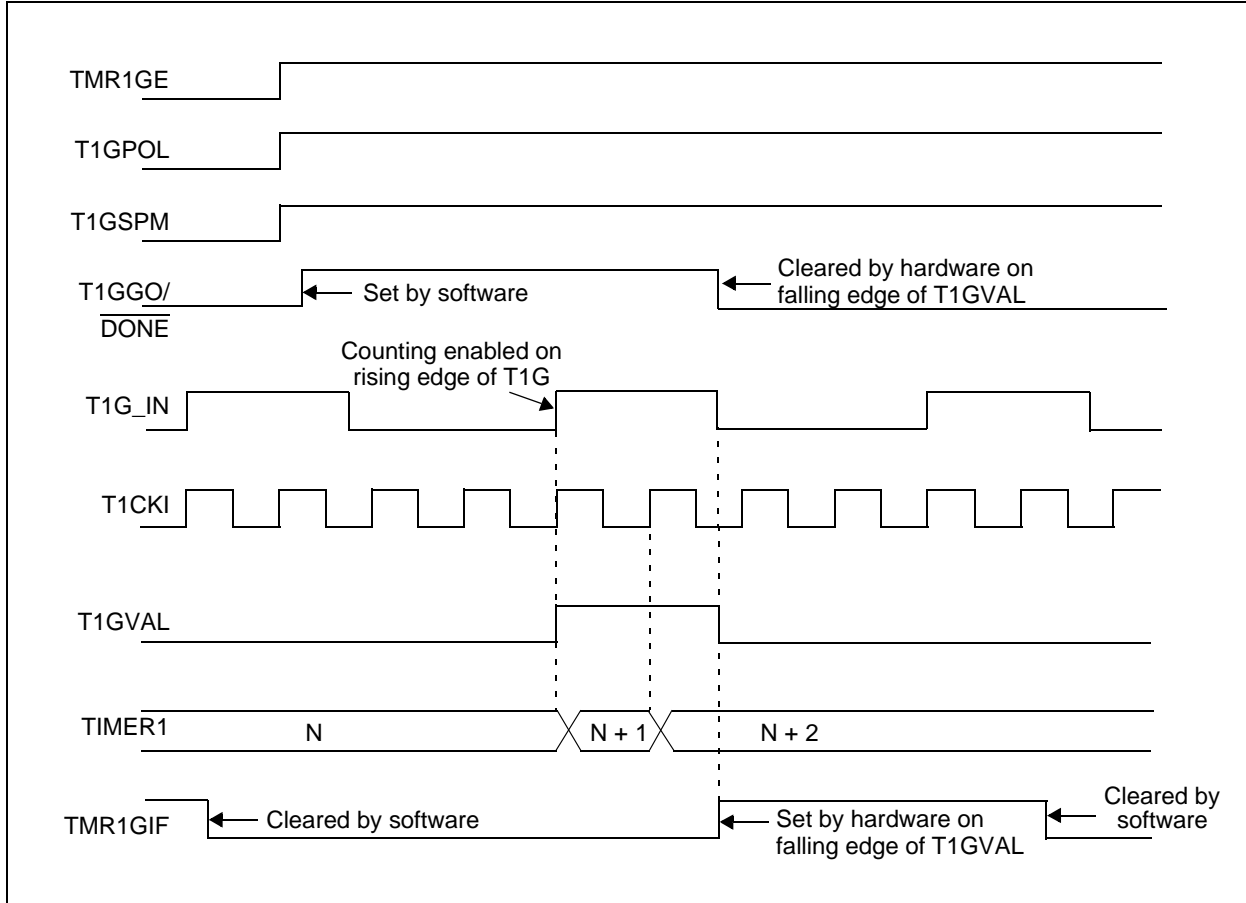 TMR1GE
T1GPOL
T1GSPM
T1GGO/
DONE
Set by software
Cleared by hardware on
falling edge of T1GVAL
Counting enabled on
rising edge of T1G
T1G_IN
T1CKI
T1GVAL
TIMER1
N
N + 1
N + 2
TMR1GIF
Cleared by software
Set by hardware on
falling edge of T1GVAL
Cleared by
software